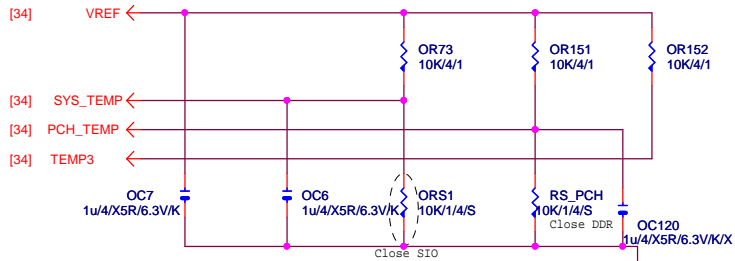 [34] VREF
OR73
10K/4/1
OR151
10K/4/1
OR152
10K/4/1
[34] SYS_TEMP
[34] PCH_TEMP
[34] TEMP3
OC7
1u/4/X5R/6.3V/K
OC6
1u/4/X5R/6.3V/K
ORS1
10K/1/4/S
Close SIO
RS_PCH
10K/1/4/S
Close DDR
OC120
1u/4/X5R/6.3V/K/X